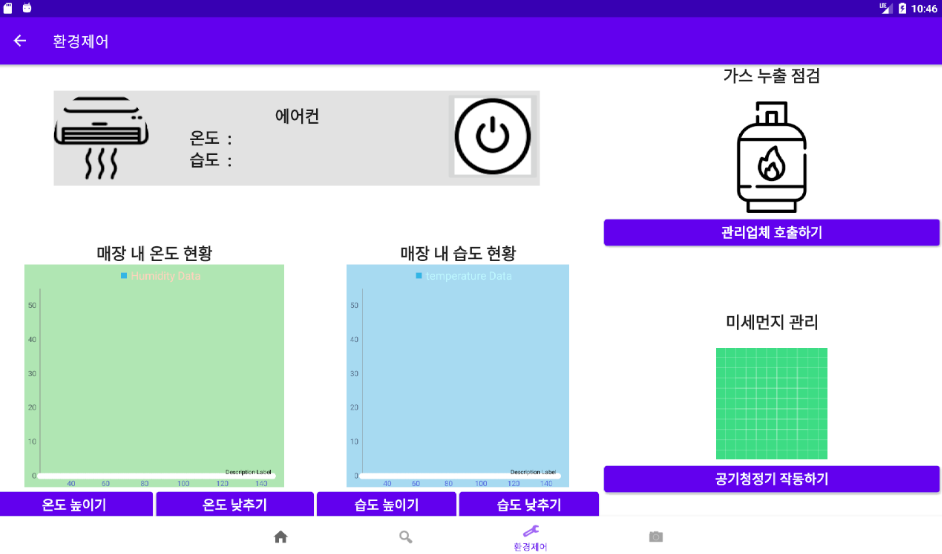 LTE
10:46
환경제어
에어컨
온도 :
습도 :
가스 누출 점검
관리업체 호출하기
매장 내 온도 현황
Humidity Data
50
40
30
20
10
0
Description Label
40 60 80 100 120 140
매장 내 습도 현황
temperature Data
50
40
30
20
10
0
Description Label
40 60 80 100 120 140
미세먼지 관리
공기청정기 작동하기
온도 높이기
온도 낮추기
습도 높이기
습도 낮추기
환경제어